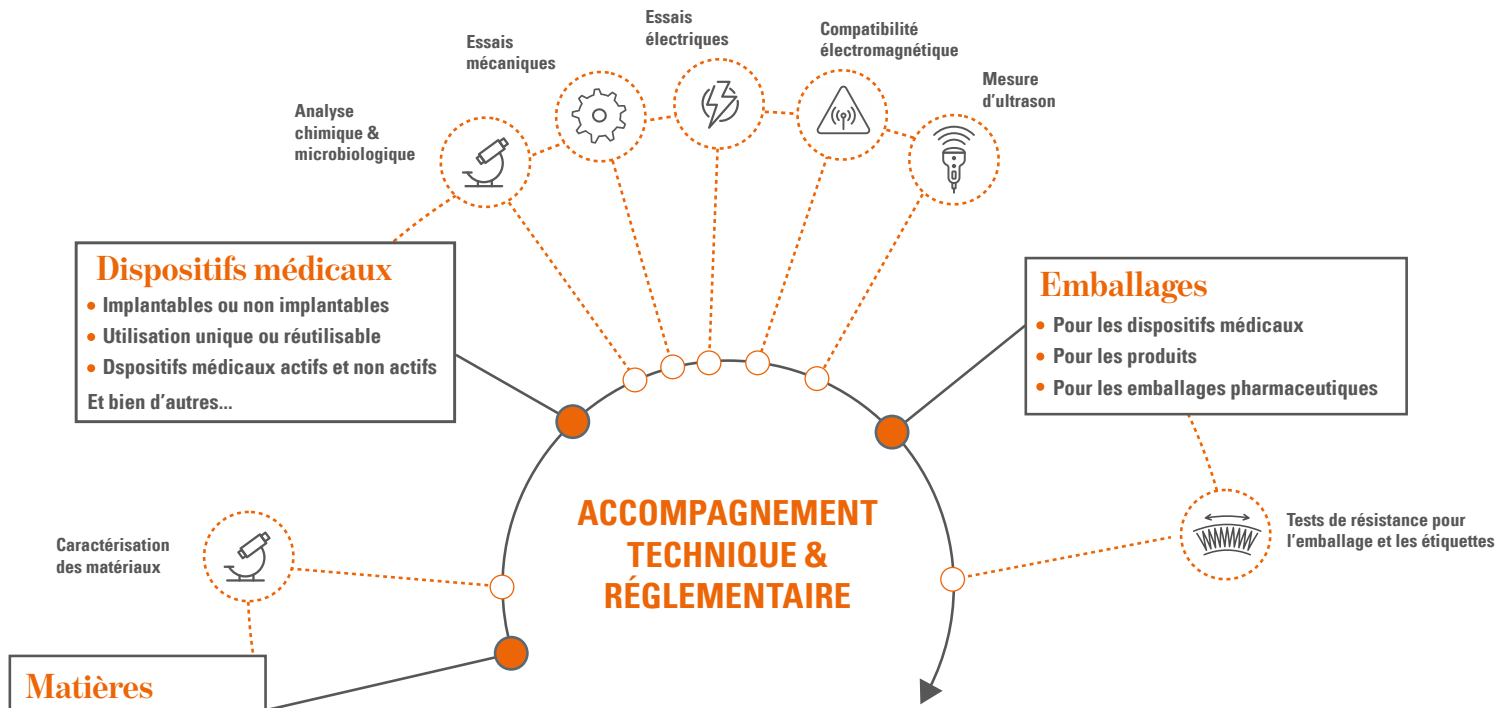 Essais
mécaniques
Essais
électriques
Compatibilité
électromagnétique
Mesure
d’ultrason
Analyse
chimique &
microbiologique
Dispositifs médicaux
• Implantables ou non implantables
• Utilisation unique ou réutilisable
• Dspositifs médicaux actifs et non actifs
Et bien d’autres...
Emballages
• Pour les dispositifs médicaux
• Pour les produits
• Pour les emballages pharmaceutiques
ACCOMPAGNEMENT
TECHNIQUE &
RÉGLEMENTAIRE
Tests de résistance pour
l’emballage et les étiquettes
Caractérisation
des matériaux
Matières